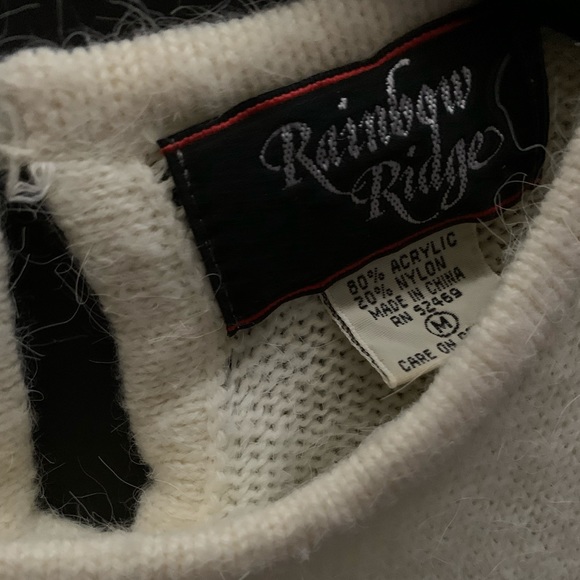 Rainbow
Ridge
80% ACRYLIC
20% NYLON
MADE IN CHINA
RN 52469
M
CARE ON